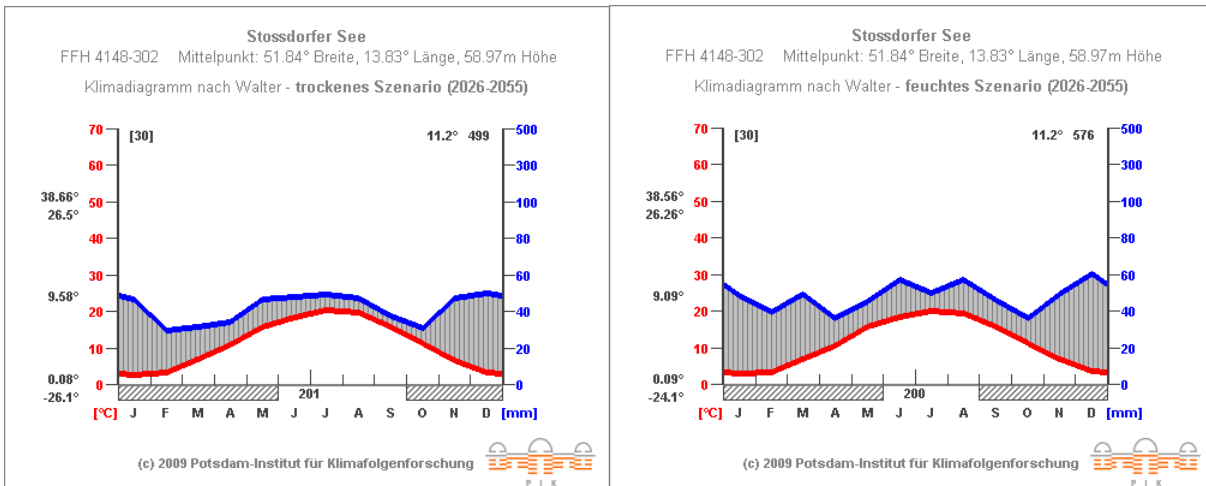 Stossdorfer See
FFH 4148-302 Mittelpunkt: 51.84° Breite, 13.83° Länge, 58.97m Höhe
Klimadiagramm nach Walter - trockenes Szenario (2026-2055)
70 [30] 11.2° 499 500
60 300
38.66° 50 100
26.5°
40 80
30 60
9.58° 20 40
10 20
0.08° 0 201 0
-26.1°
[°C] J F M A M J J A S O N D [mm]
(c) 2009 Potsdam-Institut für Klimafolgenforschung
P I K
Stossdorfer See
FFH 4148-302 Mittelpunkt: 51.84° Breite, 13.83° Länge, 58.97m Höhe
Klimadiagramm nach Walter - feuchtes Szenario (2026-2055)
70 [30] 11.2° 576 500
60 300
38.56° 50 100
26.26°
40 80
30 60
9.09° 20 40
10 20
0.09° 0 200 0
-24.1°
[°C] J F M A M J J A S O N D [mm]
(c) 2009 Potsdam-Institut für Klimafolgenforschung
P I K